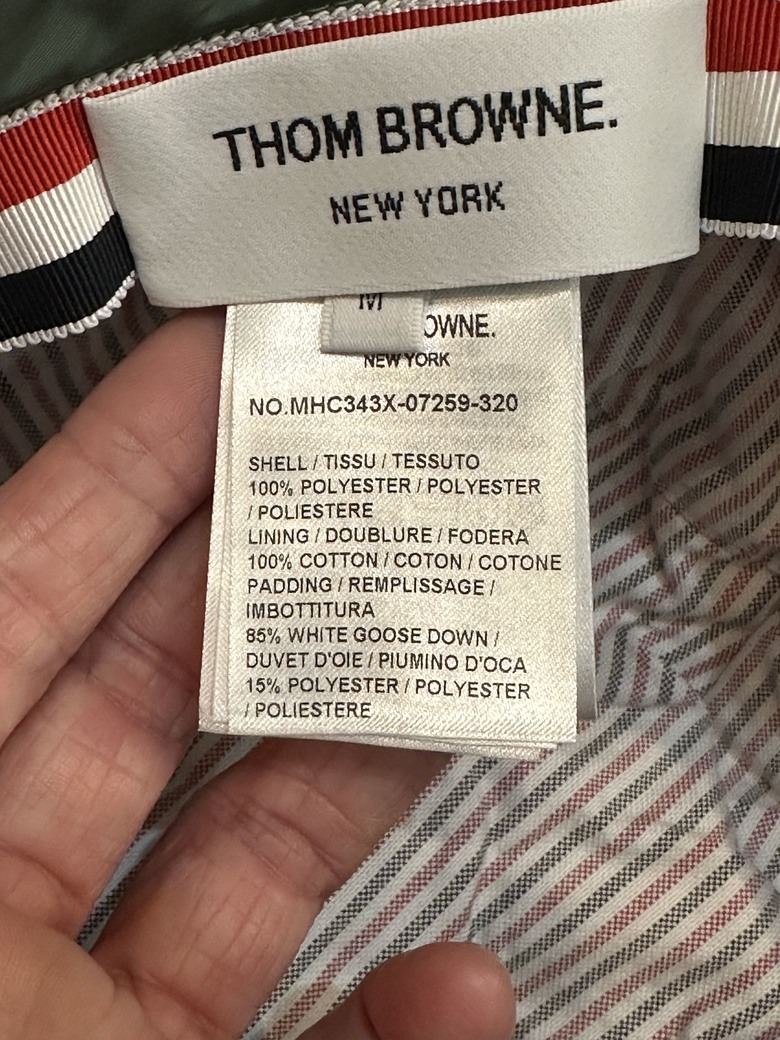 THOM BROWNE.
NEW YORK
M
NEW YORK
NO.MHC343X-07259-320
SHELL / TISSU / TESSUTO
100% POLYESTER / POLYESTER
/ POLIESTERE
LINING / DOUBLURE / FODERA
100% COTTON / COTON / COTONE
PADDING / REMPLISSAGE /
IMBOTTITURA
85% WHITE GOOSE DOWN /
DUVET D'OIE / PIUMINO D'OCA
15% POLYESTER / POLYESTER
/ POLIESTERE